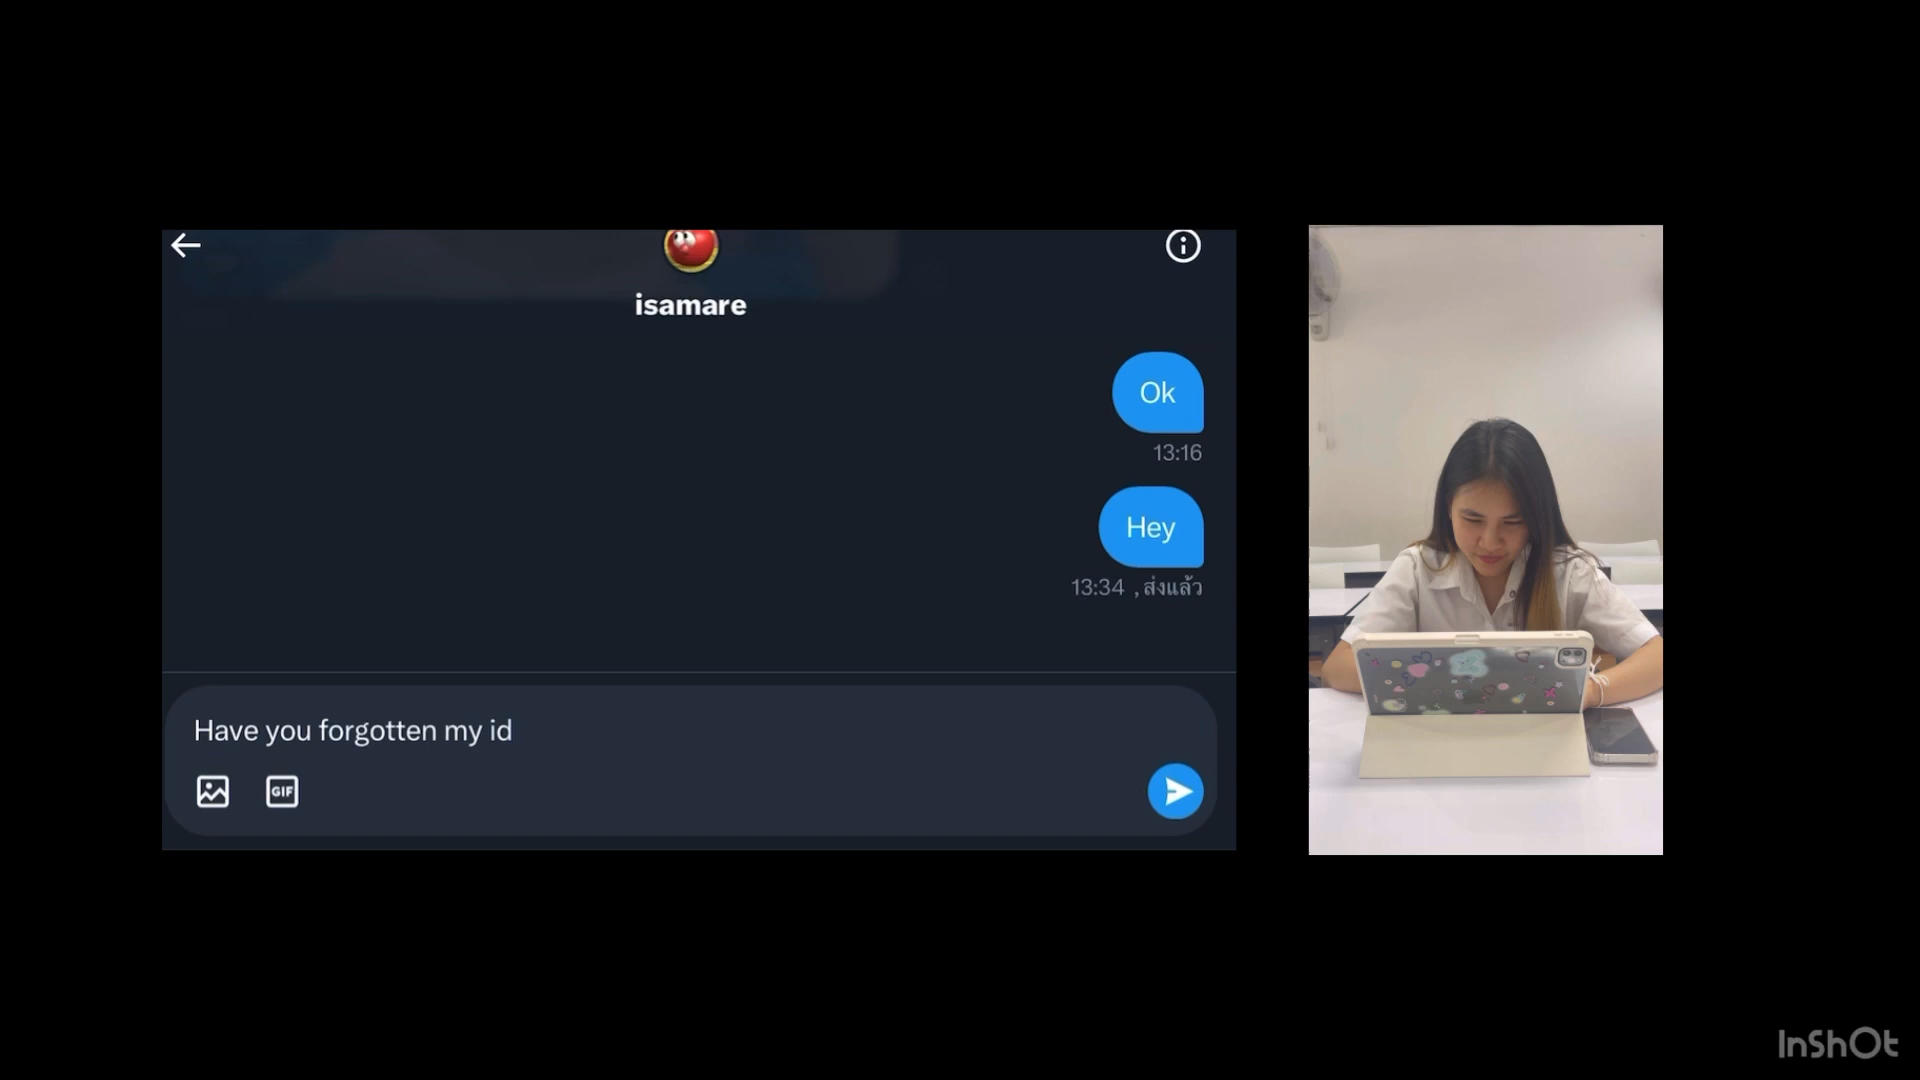 isamare
Ok
13:16
Hey
13:34 , ส่งแล้ว
Have you forgotten my id
GIF
InShOt